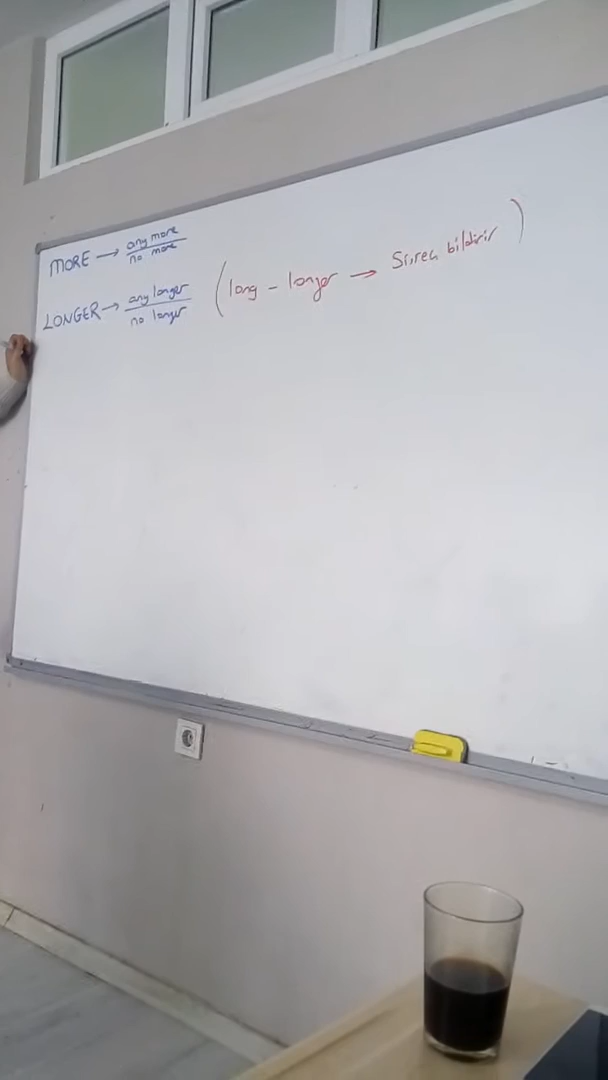 MORE → any more
no more
LONGER → any longer
no longer
(long - longer → Süreç bildirir)